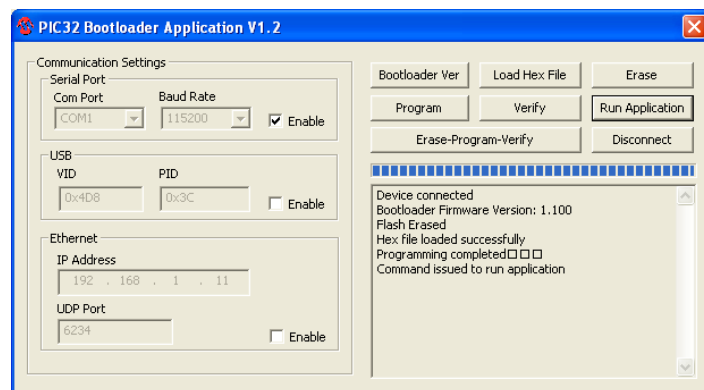 PIC32 Bootloader Application V1.2
Communication Settings
Serial Port
Com Port Baud Rate
COM1 115200 Enable
USB
VID PID
0x4D8 0x3C Enable
Ethernet
IP Address
192 . 168 . 1 . 11
UDP Port
6234 Enable
Bootloader Ver Load Hex File Erase
Program Verify Run Application
Erase-Program-Verify Disconnect
Device connected
Bootloader Firmware Version: 1.100
Flash Erased
Hex file loaded successfully
Programming completed□□□
Command issued to run application